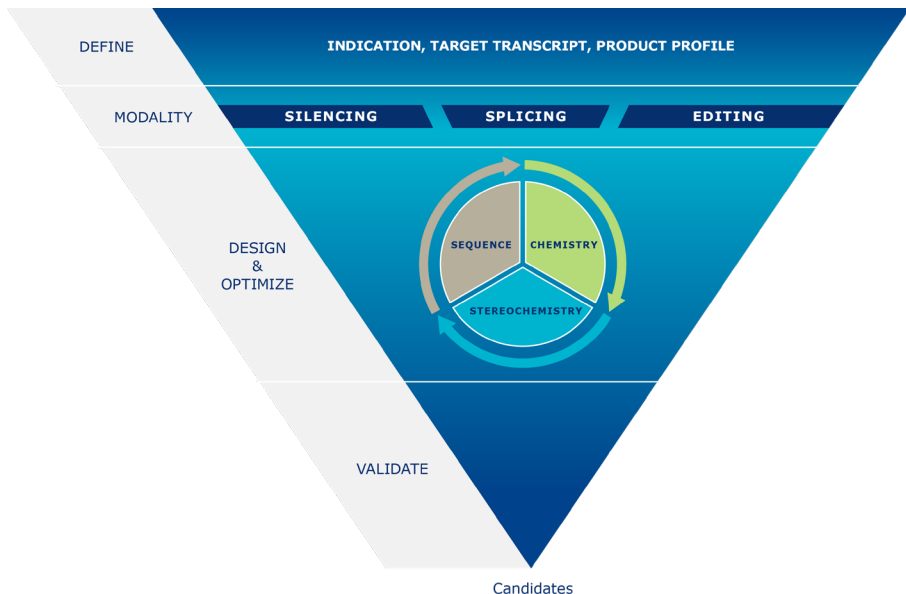 DEFINE
INDICATION, TARGET TRANSCRIPT, PRODUCT PROFILE
MODALITY
SILENCING
SPLICING
EDITING
DESIGN
&
OPTIMIZE
SEQUENCE
CHEMISTRY
STEREOCHEMISTRY
VALIDATE
Candidates